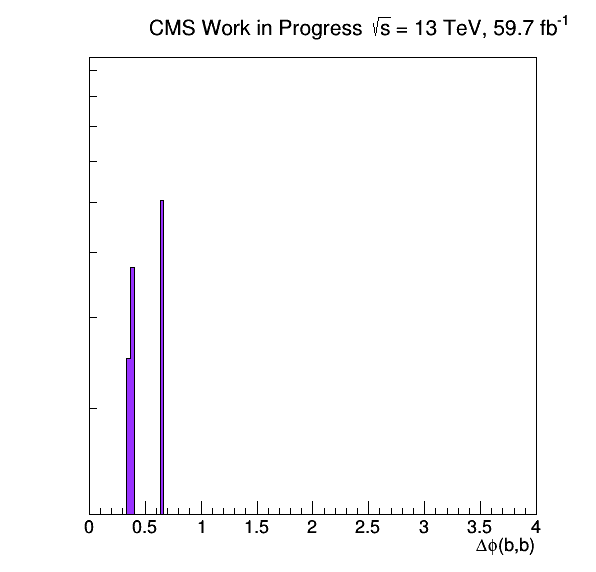 CMS Work in Progress √s = 13 TeV, 59.7 fb⁻¹
0 0.5 1 1.5 2 2.5 3 3.5 4
Δϕ(b,b)